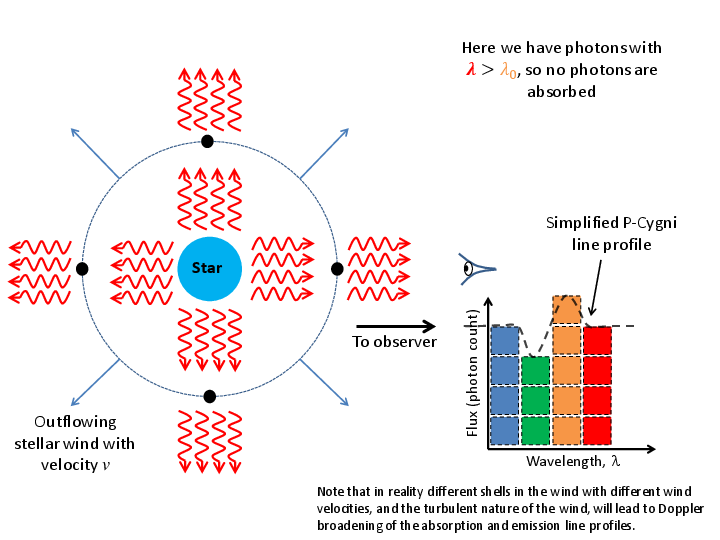 Here we have photons with
λ > λ₀, so no photons are
absorbed
Simplified P-Cygni
line profile
Star
To observer
Flux (photon count)
Wavelength, λ
Outflowing
stellar wind with
velocity v
Note that in reality different shells in the wind with different wind
velocities, and the turbulent nature of the wind, will lead to Doppler
broadening of the absorption and emission line profiles.